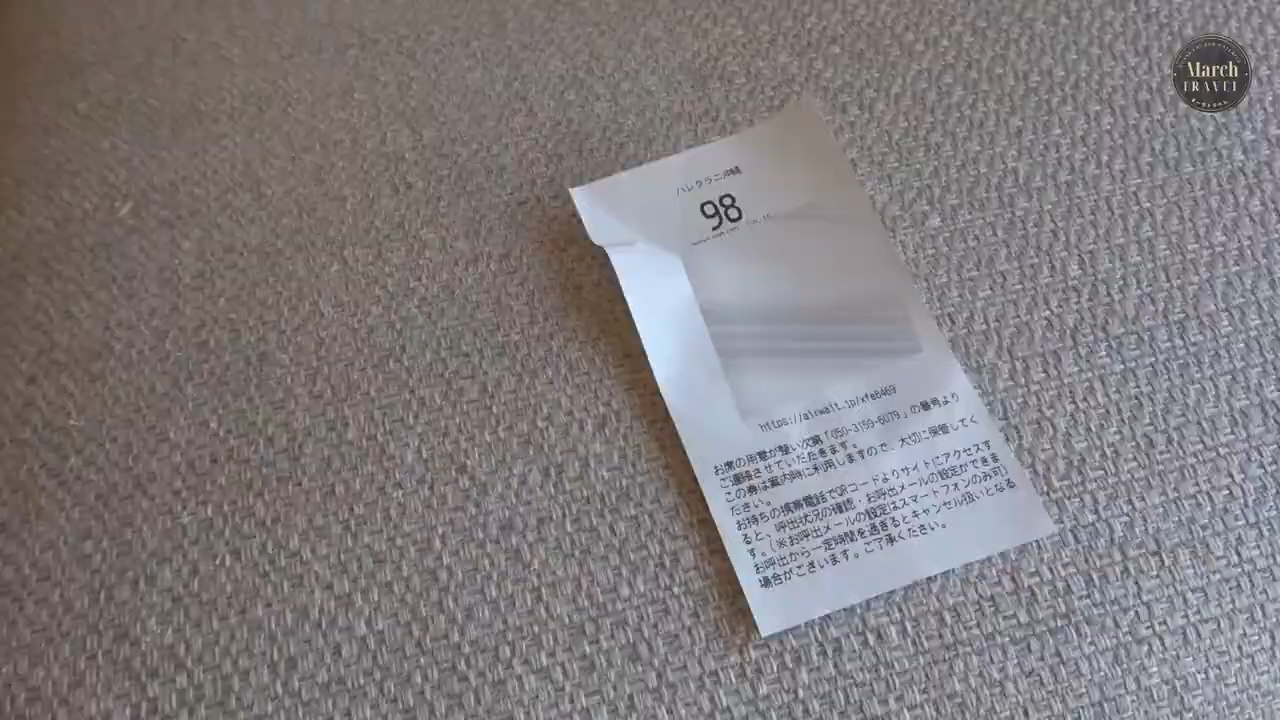 March
TRAVEL
ハレクラニ沖縄
98
https://airwait.jp/xfe8469
お席の用意が整い次第「050-3159-6079」の番号より
ご連絡させていただきます。
この券は案内時に利用しますので、大切に保管してく
ださい。
お持ちの携帯電話でQRコードよりサイトにアクセスす
ると、呼出状況の確認・お呼出メールの設定ができま
す。(※お呼出メールの設定はスマートフォンのみ可)
お呼出から一定時間を過ぎるとキャンセル扱いとなる
場合がございます。ご了承ください。